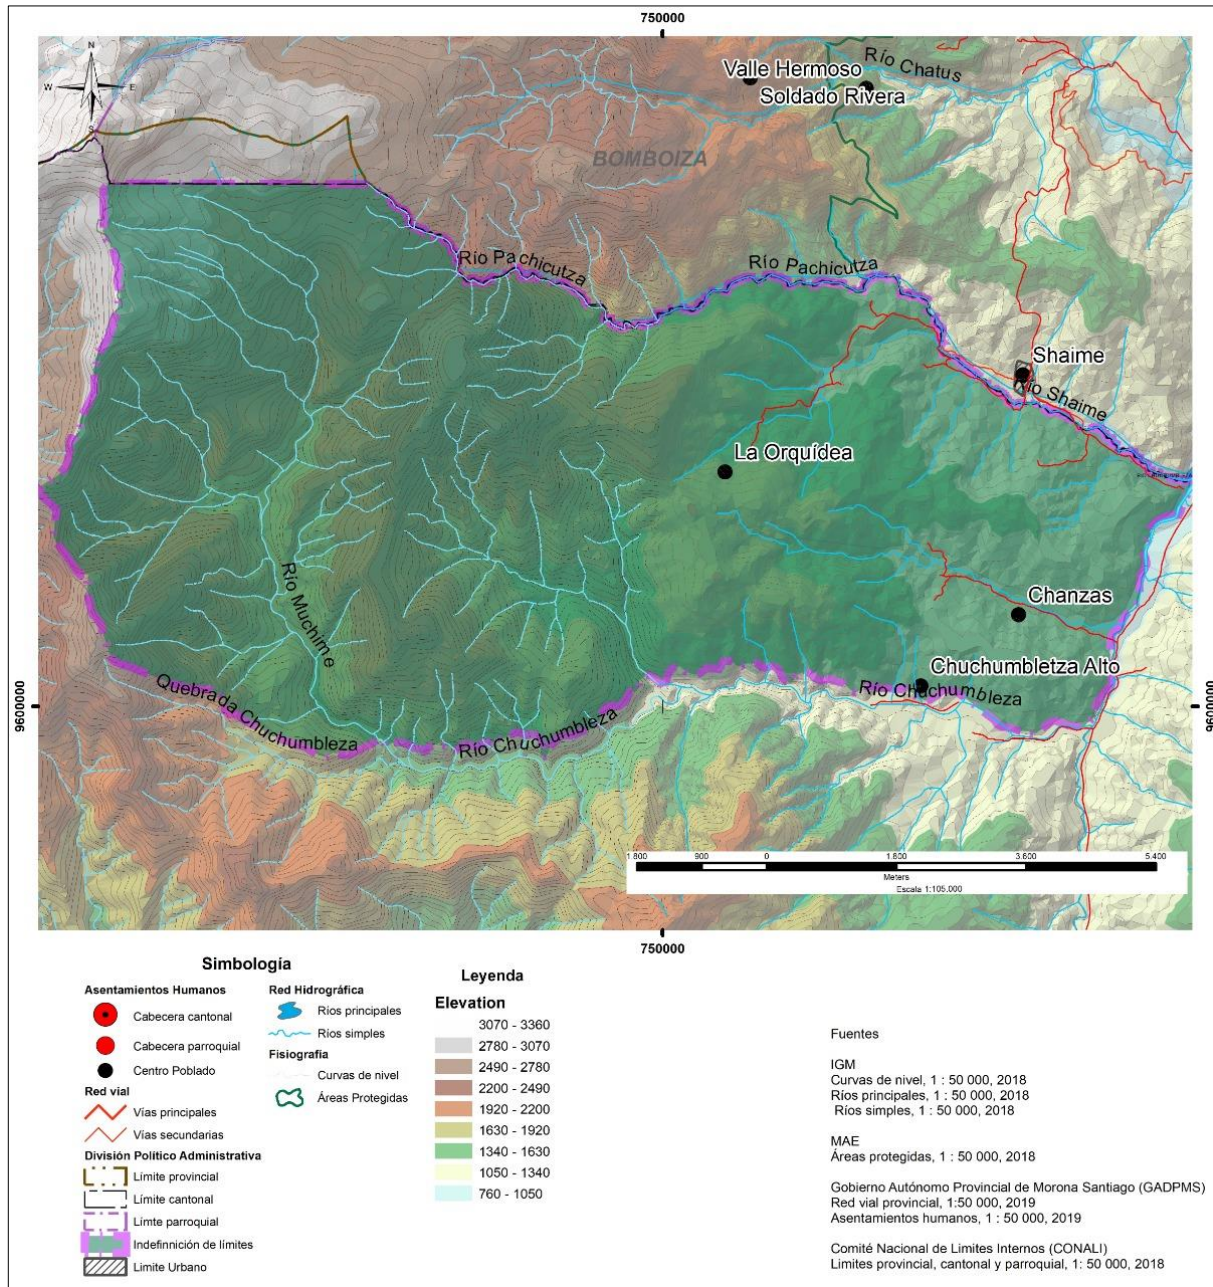 750000
N
W
E
S
Valle Hermoso
Río Chatus
Soldado Rivera
BOMBOIZA
Río Pachicutza
Río Pachicutza
Shaime
Río Shaime
La Orquídea
Río Muchime
Chanzas
Chuchumbletza Alto
Río Chuchumbleza
Quebrada Chuchumbleza
Río Chuchumbleza
9600000
9600000
1.800 900 0 1.800 3.600 5.400
Meters
Escala 1:105.000
750000
Simbología
Asentamientos Humanos
Cabecera cantonal
Cabecera parroquial
Centro Poblado
Red vial
Vías principales
Vías secundarias
División Político Administrativa
Límite provincial
Límite cantonal
Límte parroquial
Indefinnición de límites
Limite Urbano
Red Hidrográfica
Rios principales
Rios simples
Fisiografía
Curvas de nivel
Áreas Protegidas
Leyenda
Elevation
3070 - 3360
2780 - 3070
2490 - 2780
2200 - 2490
1920 - 2200
1630 - 1920
1340 - 1630
1050 - 1340
760 - 1050
Fuentes
IGM
Curvas de nivel, 1 : 50 000, 2018
Ríos principales, 1 : 50 000, 2018
Ríos simples, 1 : 50 000, 2018
MAE
Áreas protegidas, 1 : 50 000, 2018
Gobierno Autónomo Provincial de Morona Santiago (GADPMS)
Red vial provincial, 1:50 000, 2019
Asentamientos humanos, 1 : 50 000, 2019
Comité Nacional de Limites Internos (CONALI)
Limites provincial, cantonal y parroquial, 1: 50 000, 2018